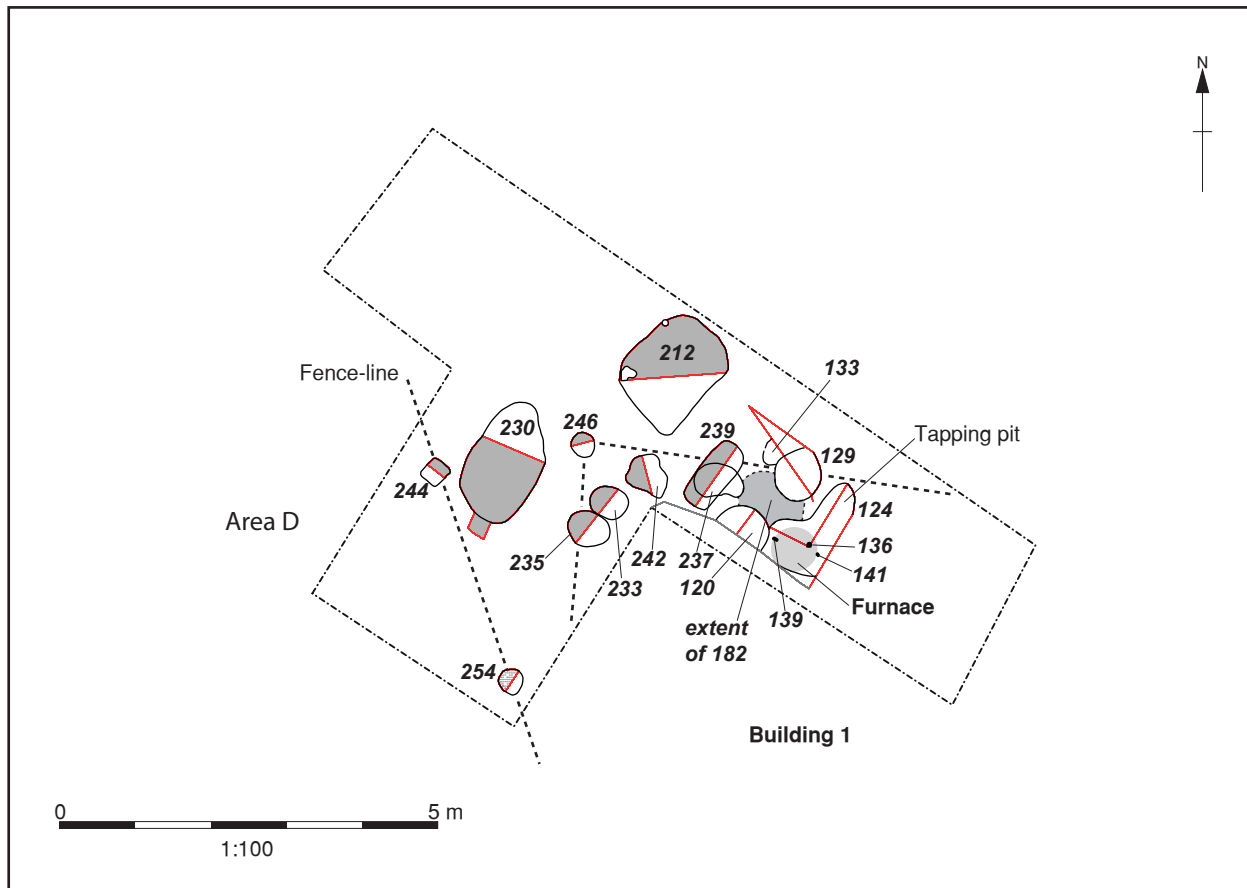 N
212
133
Fence-line
230
246
239
Tapping pit
129
244
124
Area D
136
235
242
237
141
233
120
Furnace
139
extent
of 182
254
Building 1
0
5 m
1:100